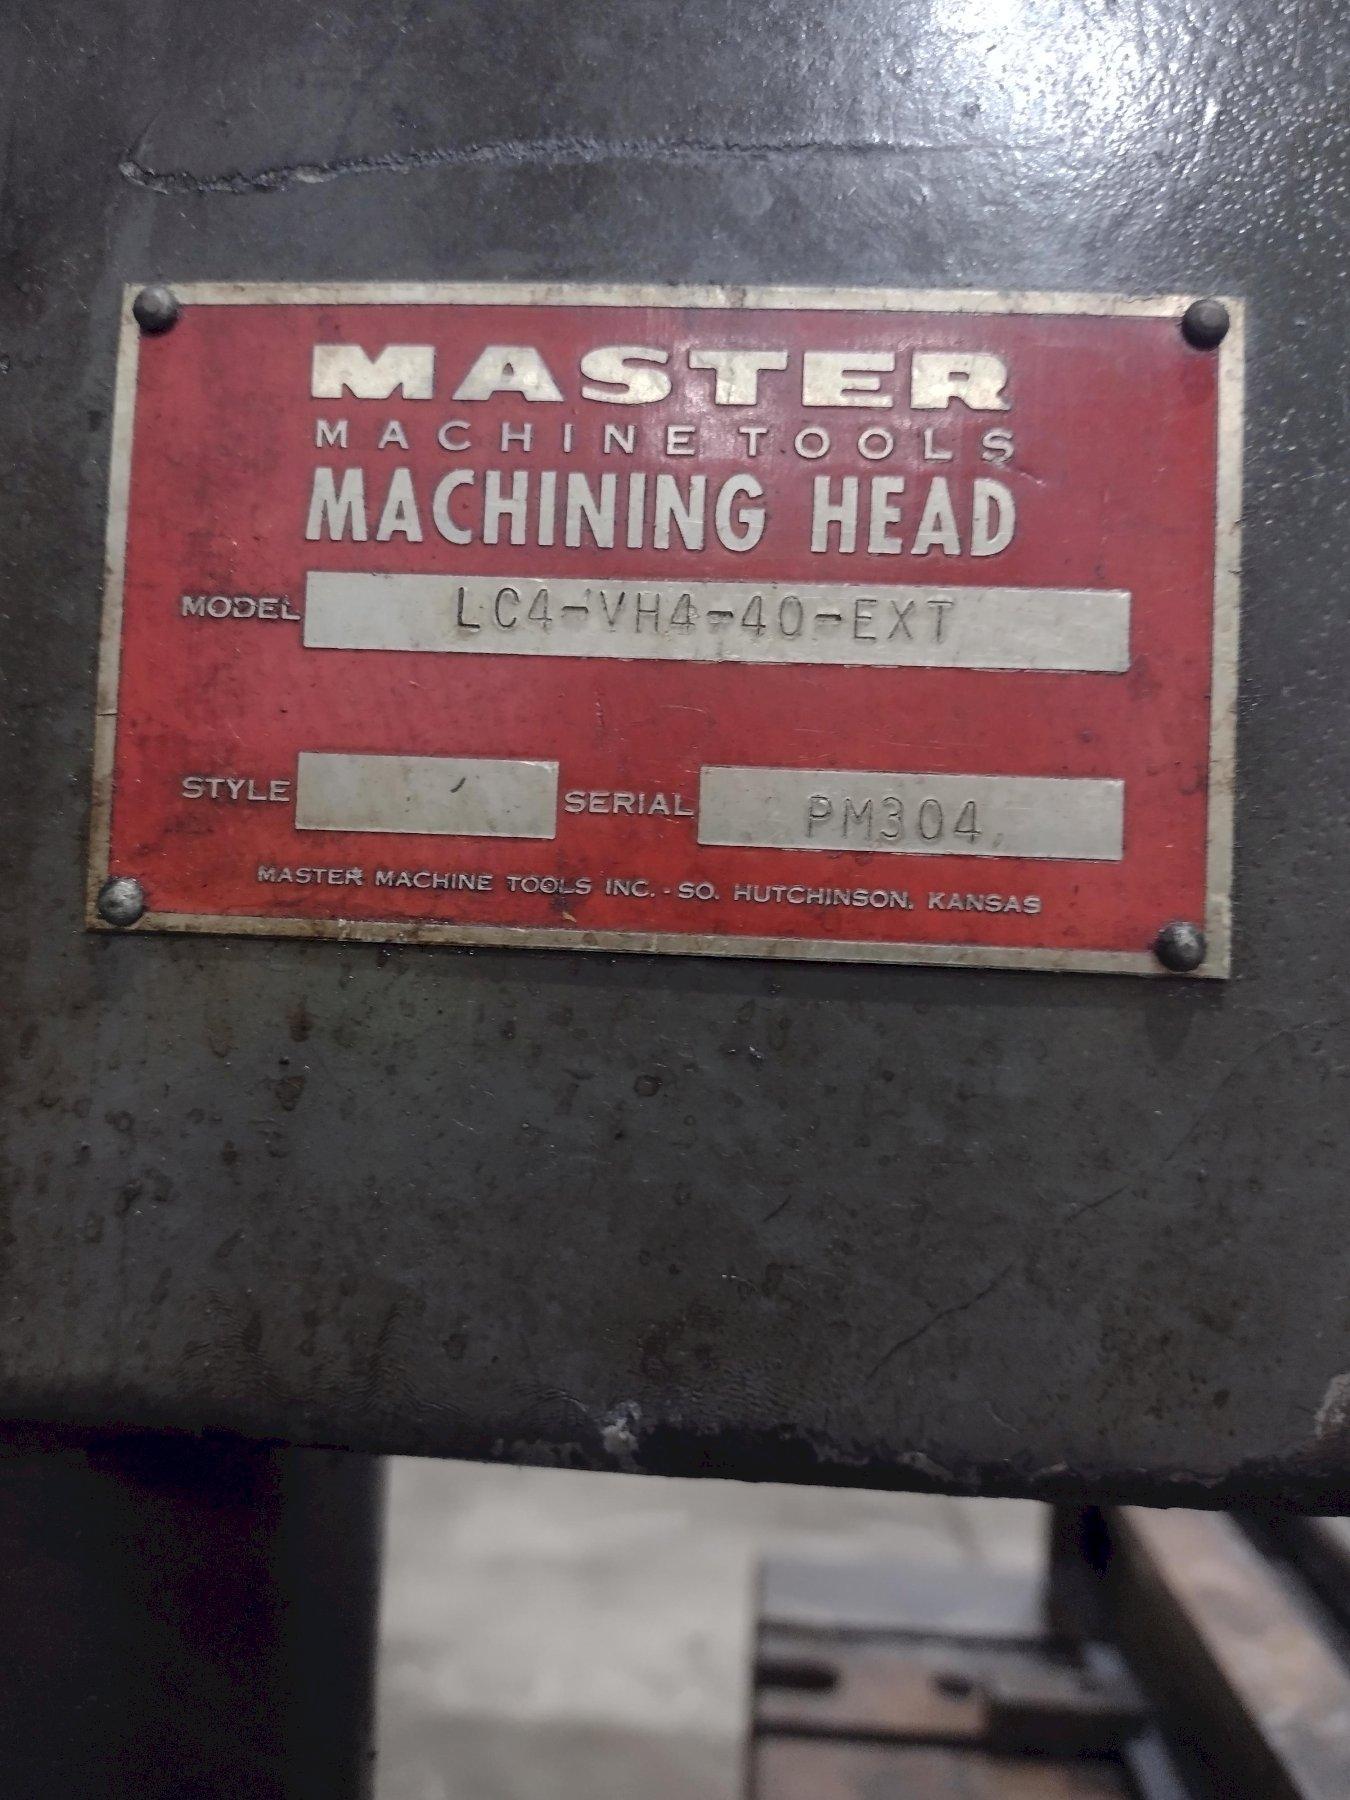 MASTER
MACHINE TOOLS
MACHINING HEAD
MODEL LC4-VH4-40-EXT
STYLE SERIAL PM304
MASTER MACHINE TOOLS INC. - SO. HUTCHINSON, KANSAS